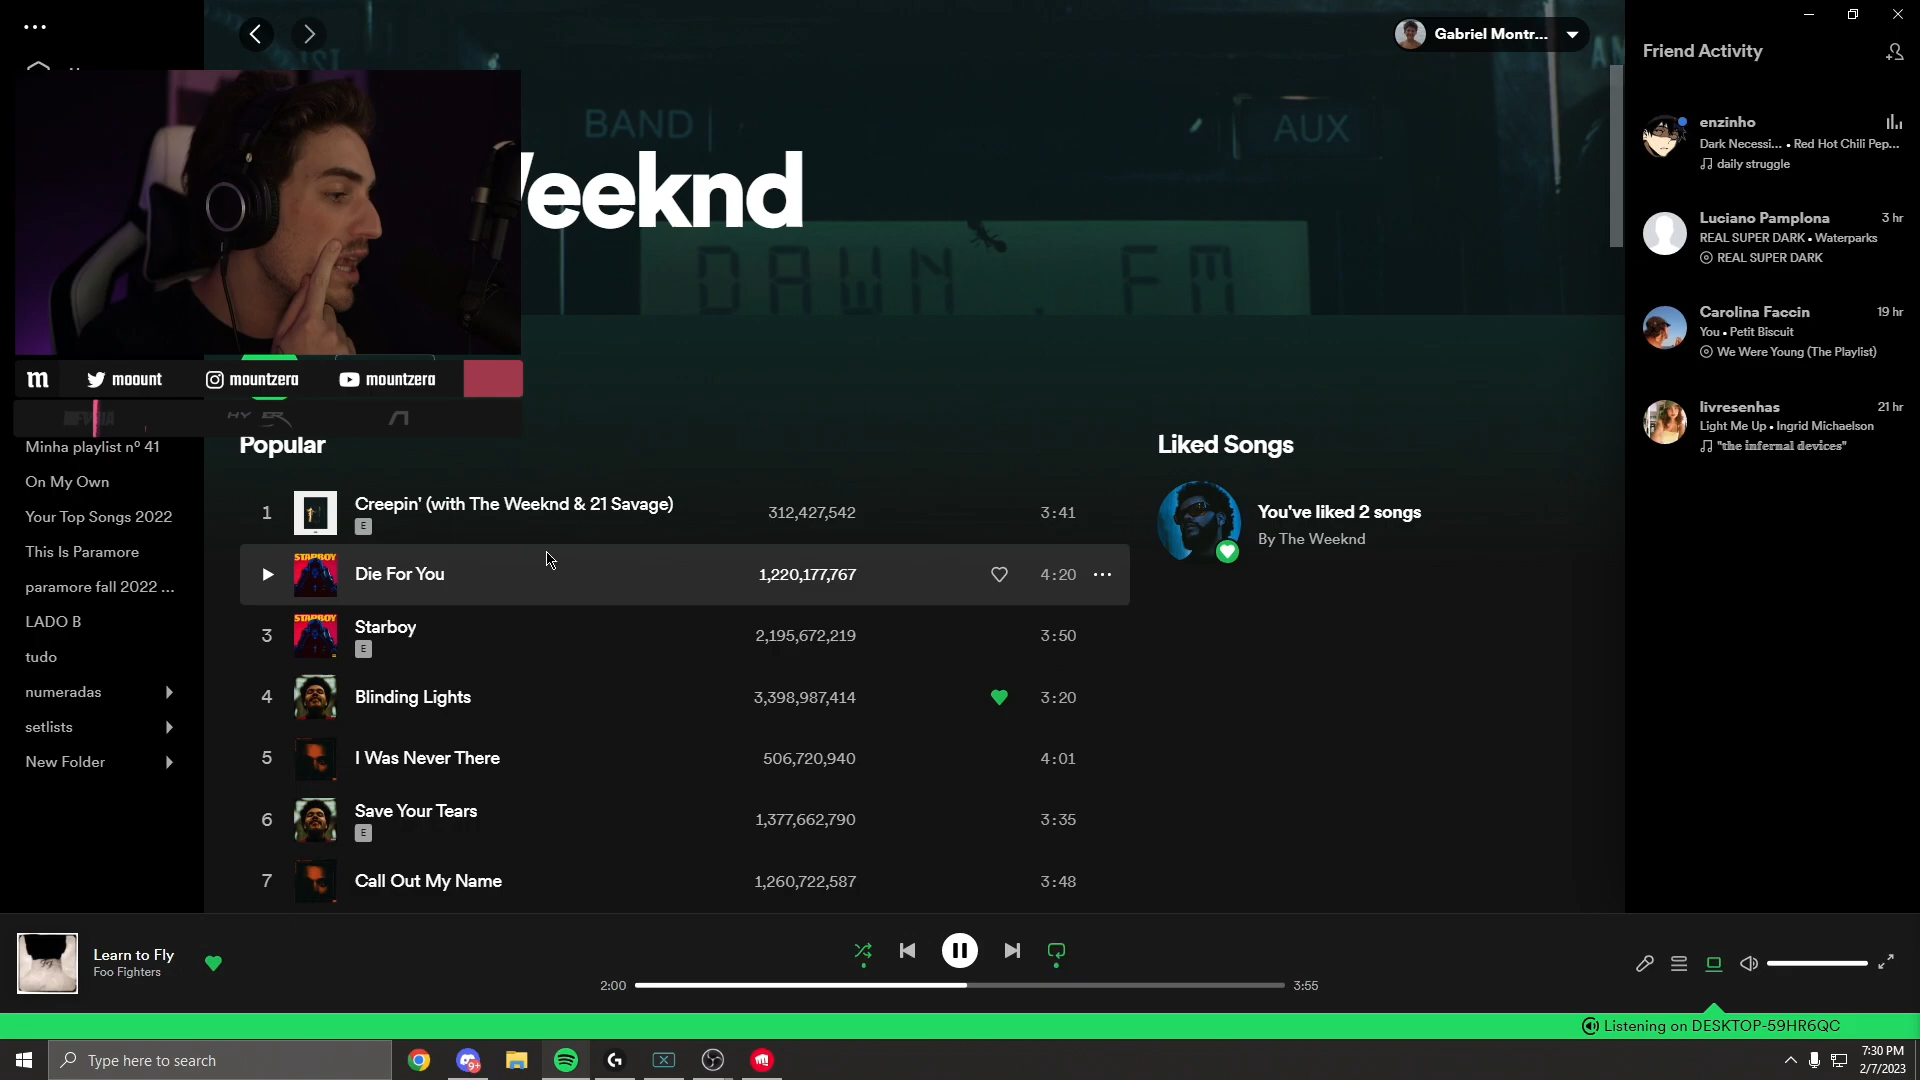 Gabriel Montr...
BAND
AUX
Weeknd
DAWN . FM
moount
mountzera
mountzera
Minha playlist nº 41
On My Own
Your Top Songs 2022
This Is Paramore
paramore fall 2022 ...
LADO B
tudo
numeradas
setlists
New Folder
Popular
1
Creepin' (with The Weeknd & 21 Savage)
E
312,427,542
3:41
STARBOY
Die For You
1,220,177,767
4:20
3
STARBOY
Starboy
E
2,195,672,219
3:50
4
Blinding Lights
3,398,987,414
3:20
5
I Was Never There
506,720,940
4:01
6
Save Your Tears
E
1,377,662,790
3:35
7
Call Out My Name
1,260,722,587
3:48
Liked Songs
You've liked 2 songs
By The Weeknd
Friend Activity
enzinho
Dark Necessi... • Red Hot Chili Pep...
daily struggle
Luciano Pamplona
3 hr
REAL SUPER DARK • Waterparks
REAL SUPER DARK
Carolina Faccin
19 hr
You • Petit Biscuit
We Were Young (The Playlist)
livresenhas
21 hr
Light Me Up • Ingrid Michaelson
"the infernal devices"
Learn to Fly
Foo Fighters
2:00
3:55
Listening on DESKTOP-59HR6QC
Type here to search
9+
7:30 PM
2/7/2023